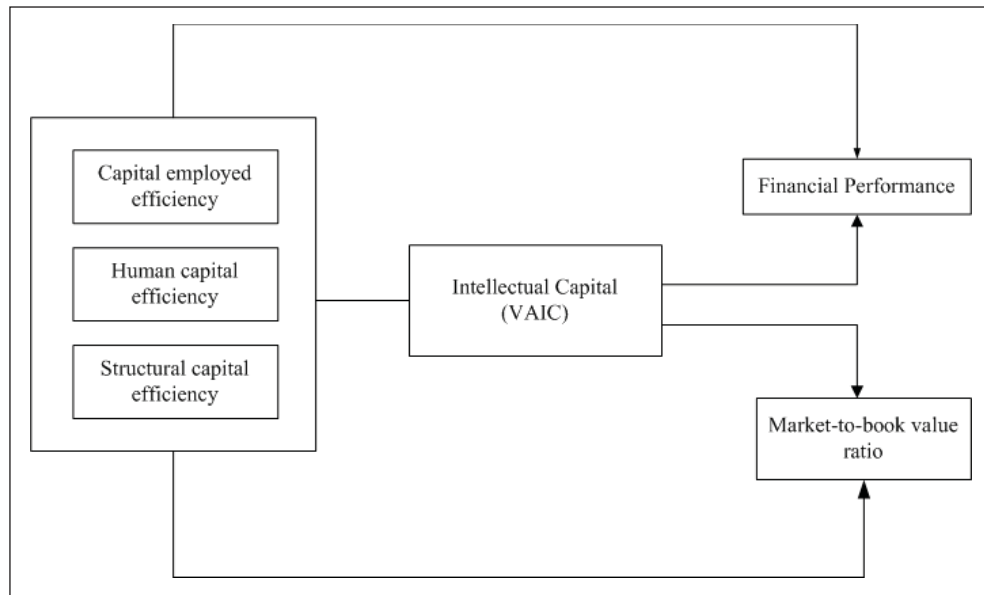 Capital employed
efficiency
Human capital
efficiency
Structural capital
efficiency
Intellectual Capital
(VAIC)
Financial Performance
Market-to-book value
ratio